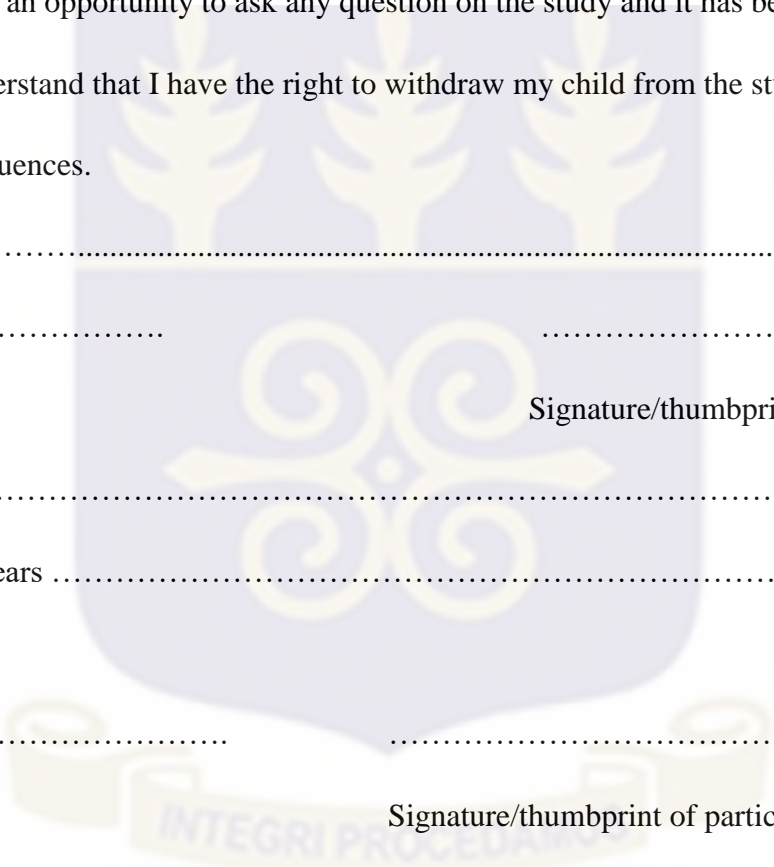 an opportunity to ask any question on the study and it has be
erstand that I have the right to withdraw my child from the st
uences.
…….......................................................................................
……………. ……………………
Signature/thumbpri
……………………………………………………………………………
ears ……………………………………………………………………
…………………. ……………………………………
Signature/thumbprint of partic
INTEGRI PROCEDAMUS